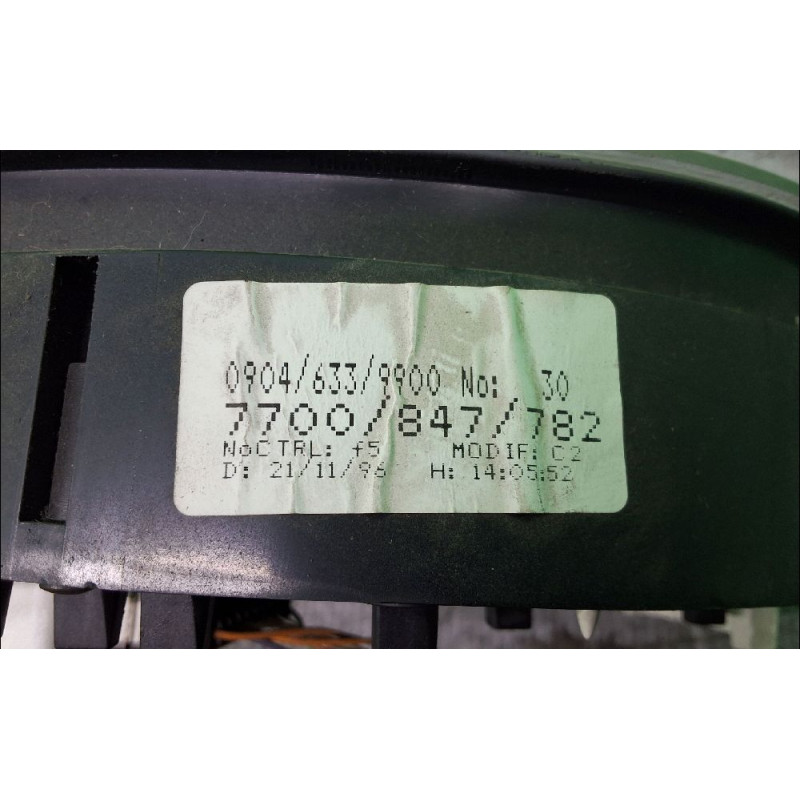 0904/633/9900 No: 30
7700/847/782
NoCTRL: f5 MODIF: C2
D: 21/11/96 H: 14:05:52